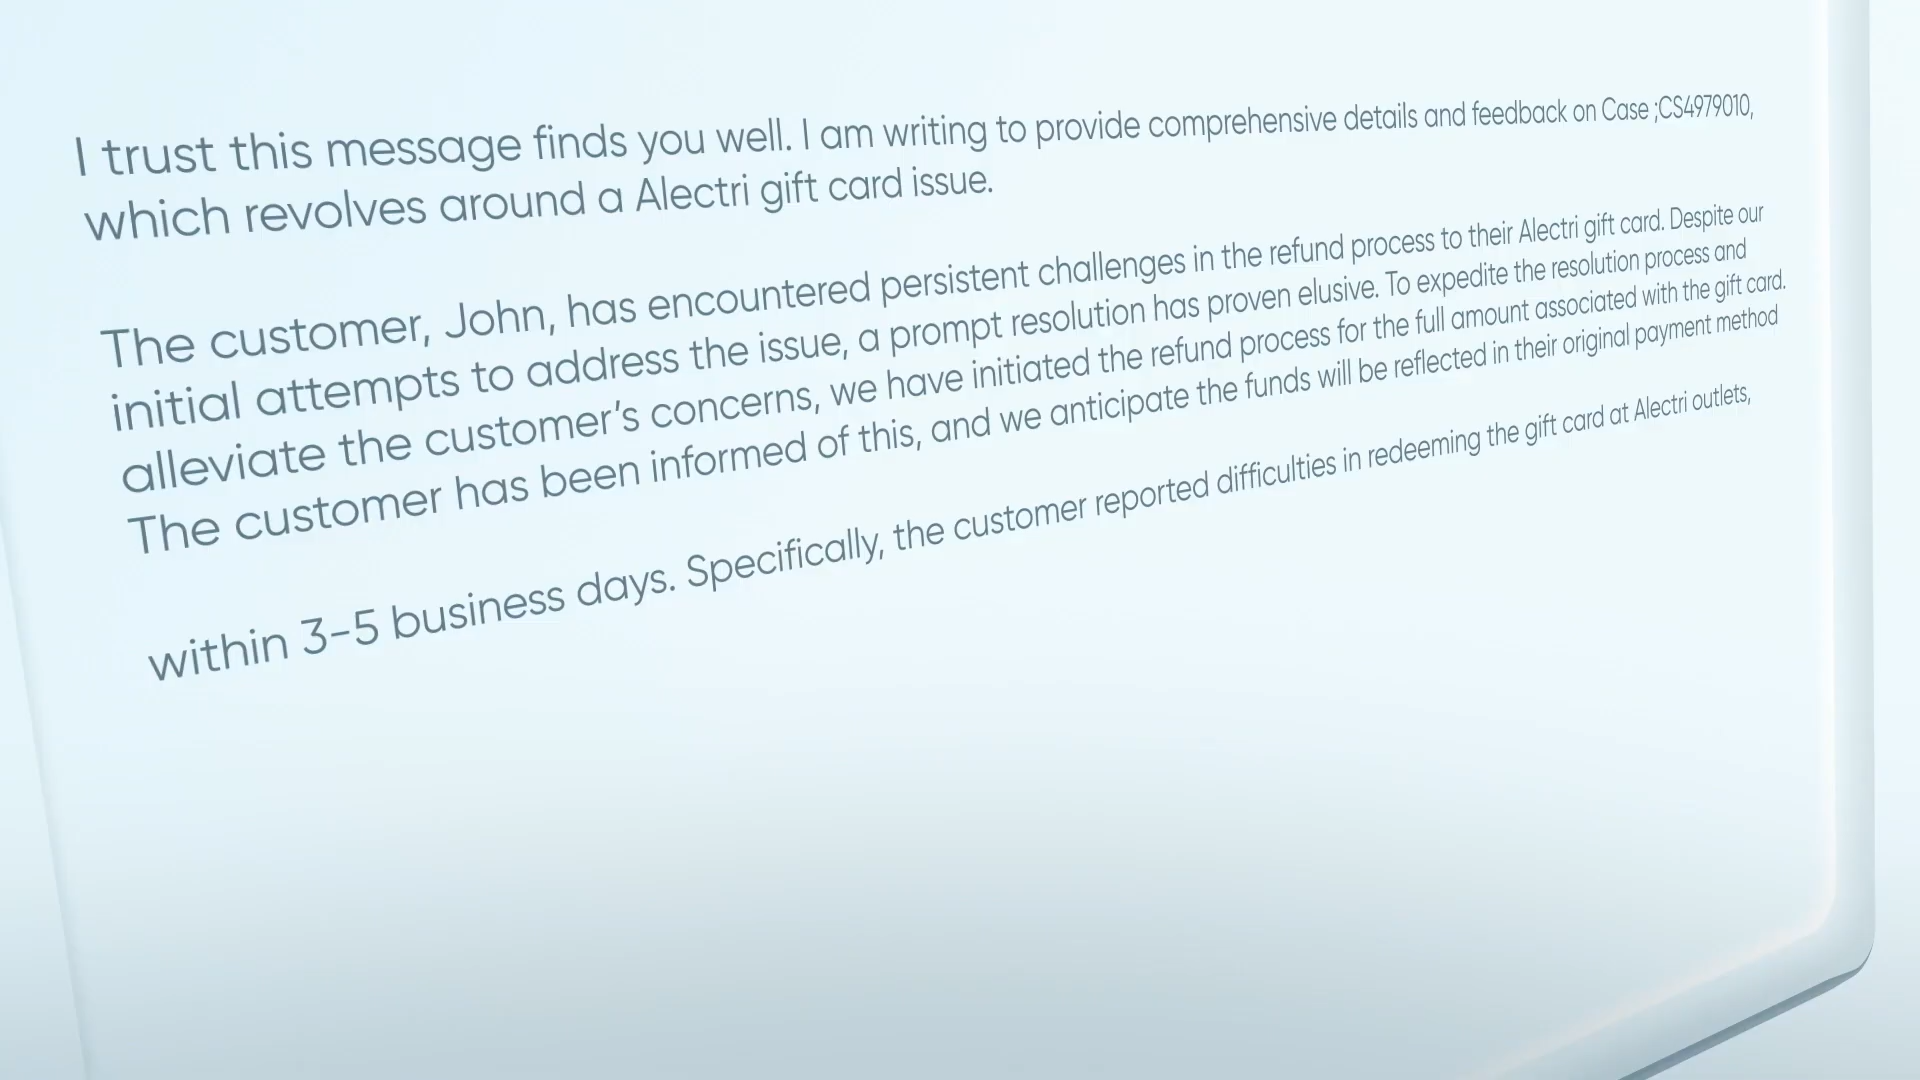 I trust this message finds you well. I am writing to provide comprehensive details and feedback on Case ;CS4979010,
which revolves around a Alectri gift card issue.
The customer, John, has encountered persistent challenges in the refund process to their Alectri gift card. Despite our
initial attempts to address the issue, a prompt resolution has proven elusive. To expedite the resolution process and
alleviate the customer’s concerns, we have initiated the refund process for the full amount associated with the gift card.
The customer has been informed of this, and we anticipate the funds will be reflected in their original payment method
within 3-5 business days. Specifically, the customer reported difficulties in redeeming the gift card at Alectri outlets,